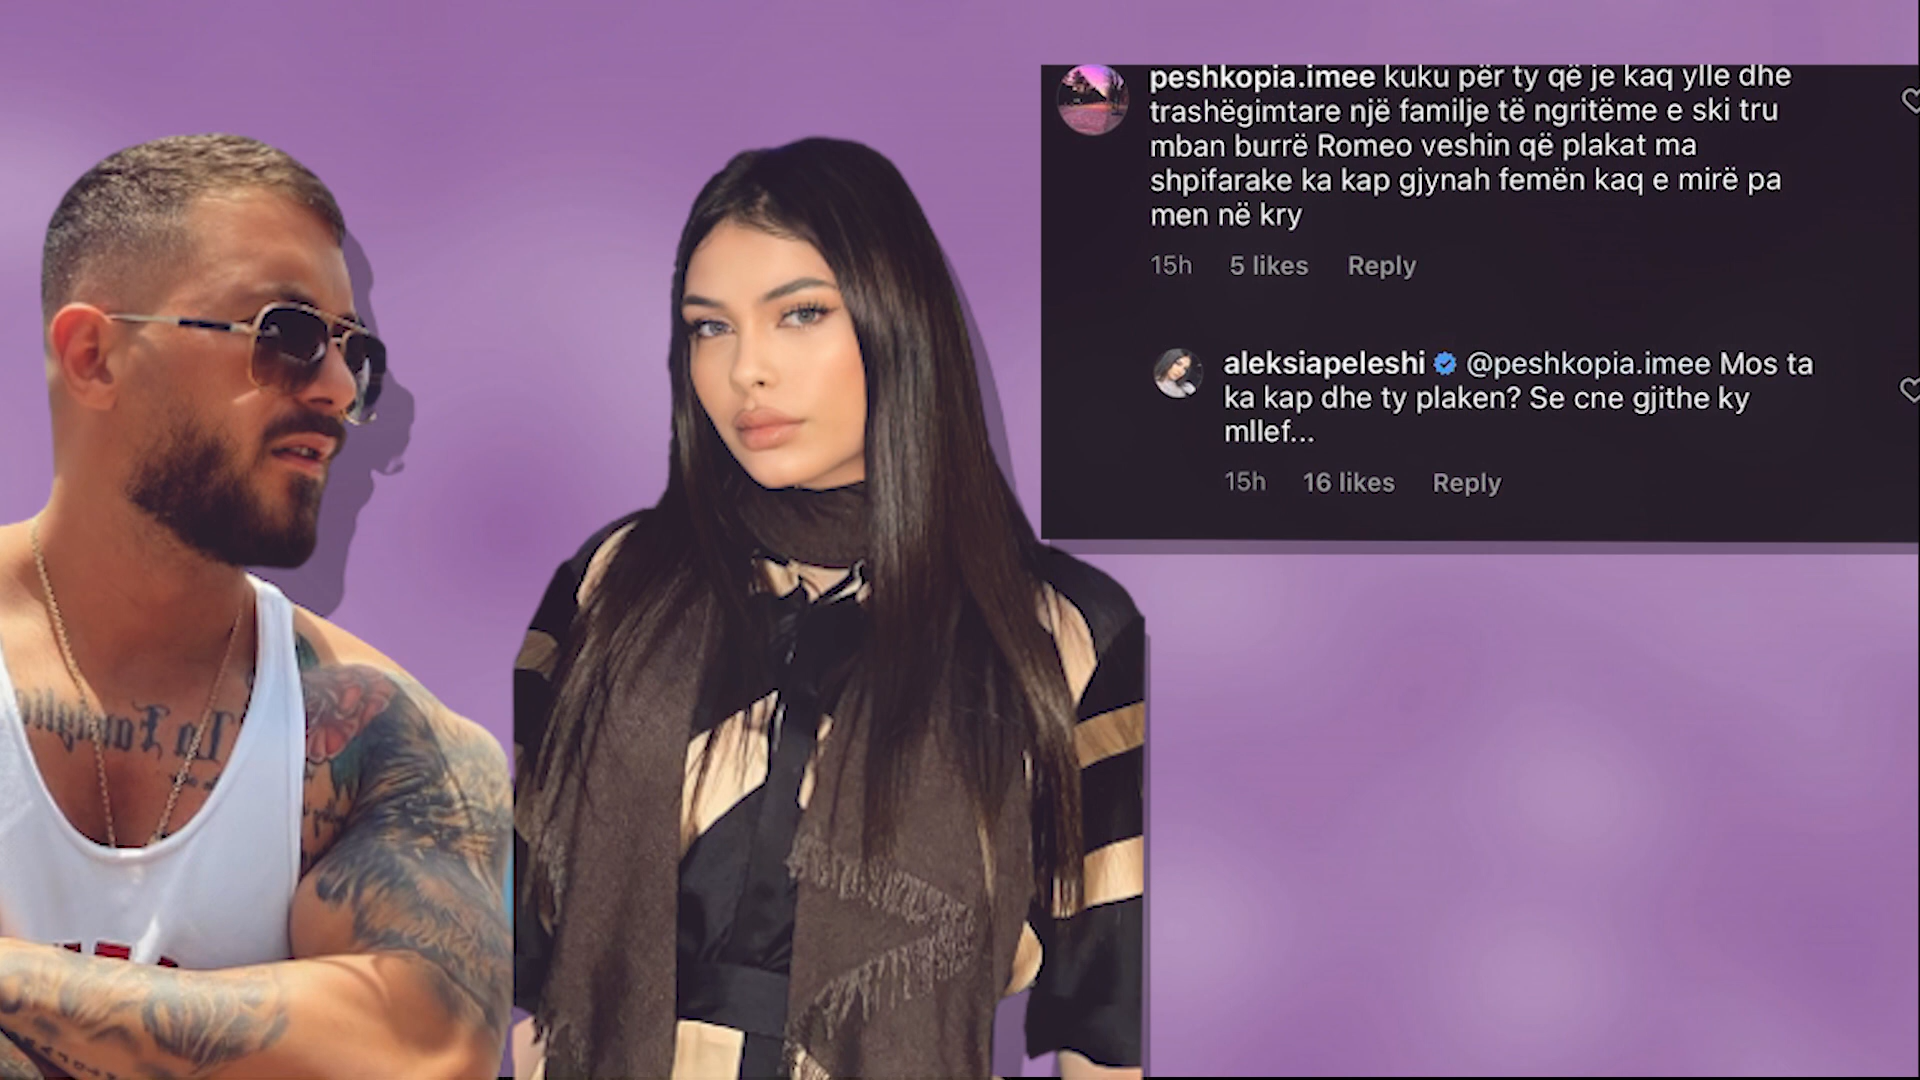 peshkopia.imee kuku për ty që je kaq ylle dhe
trashëgimtare një familje të ngritëme e ski tru
mban burrë Romeo veshin që plakat ma
shpifarake ka kap gjynah femën kaq e mirë pa
men në kry
15h 5 likes Reply
aleksiapeleshi @peshkopia.imee Mos ta
ka kap dhe ty plaken? Se cne gjithe ky
mllef...
15h 16 likes Reply
La Familia